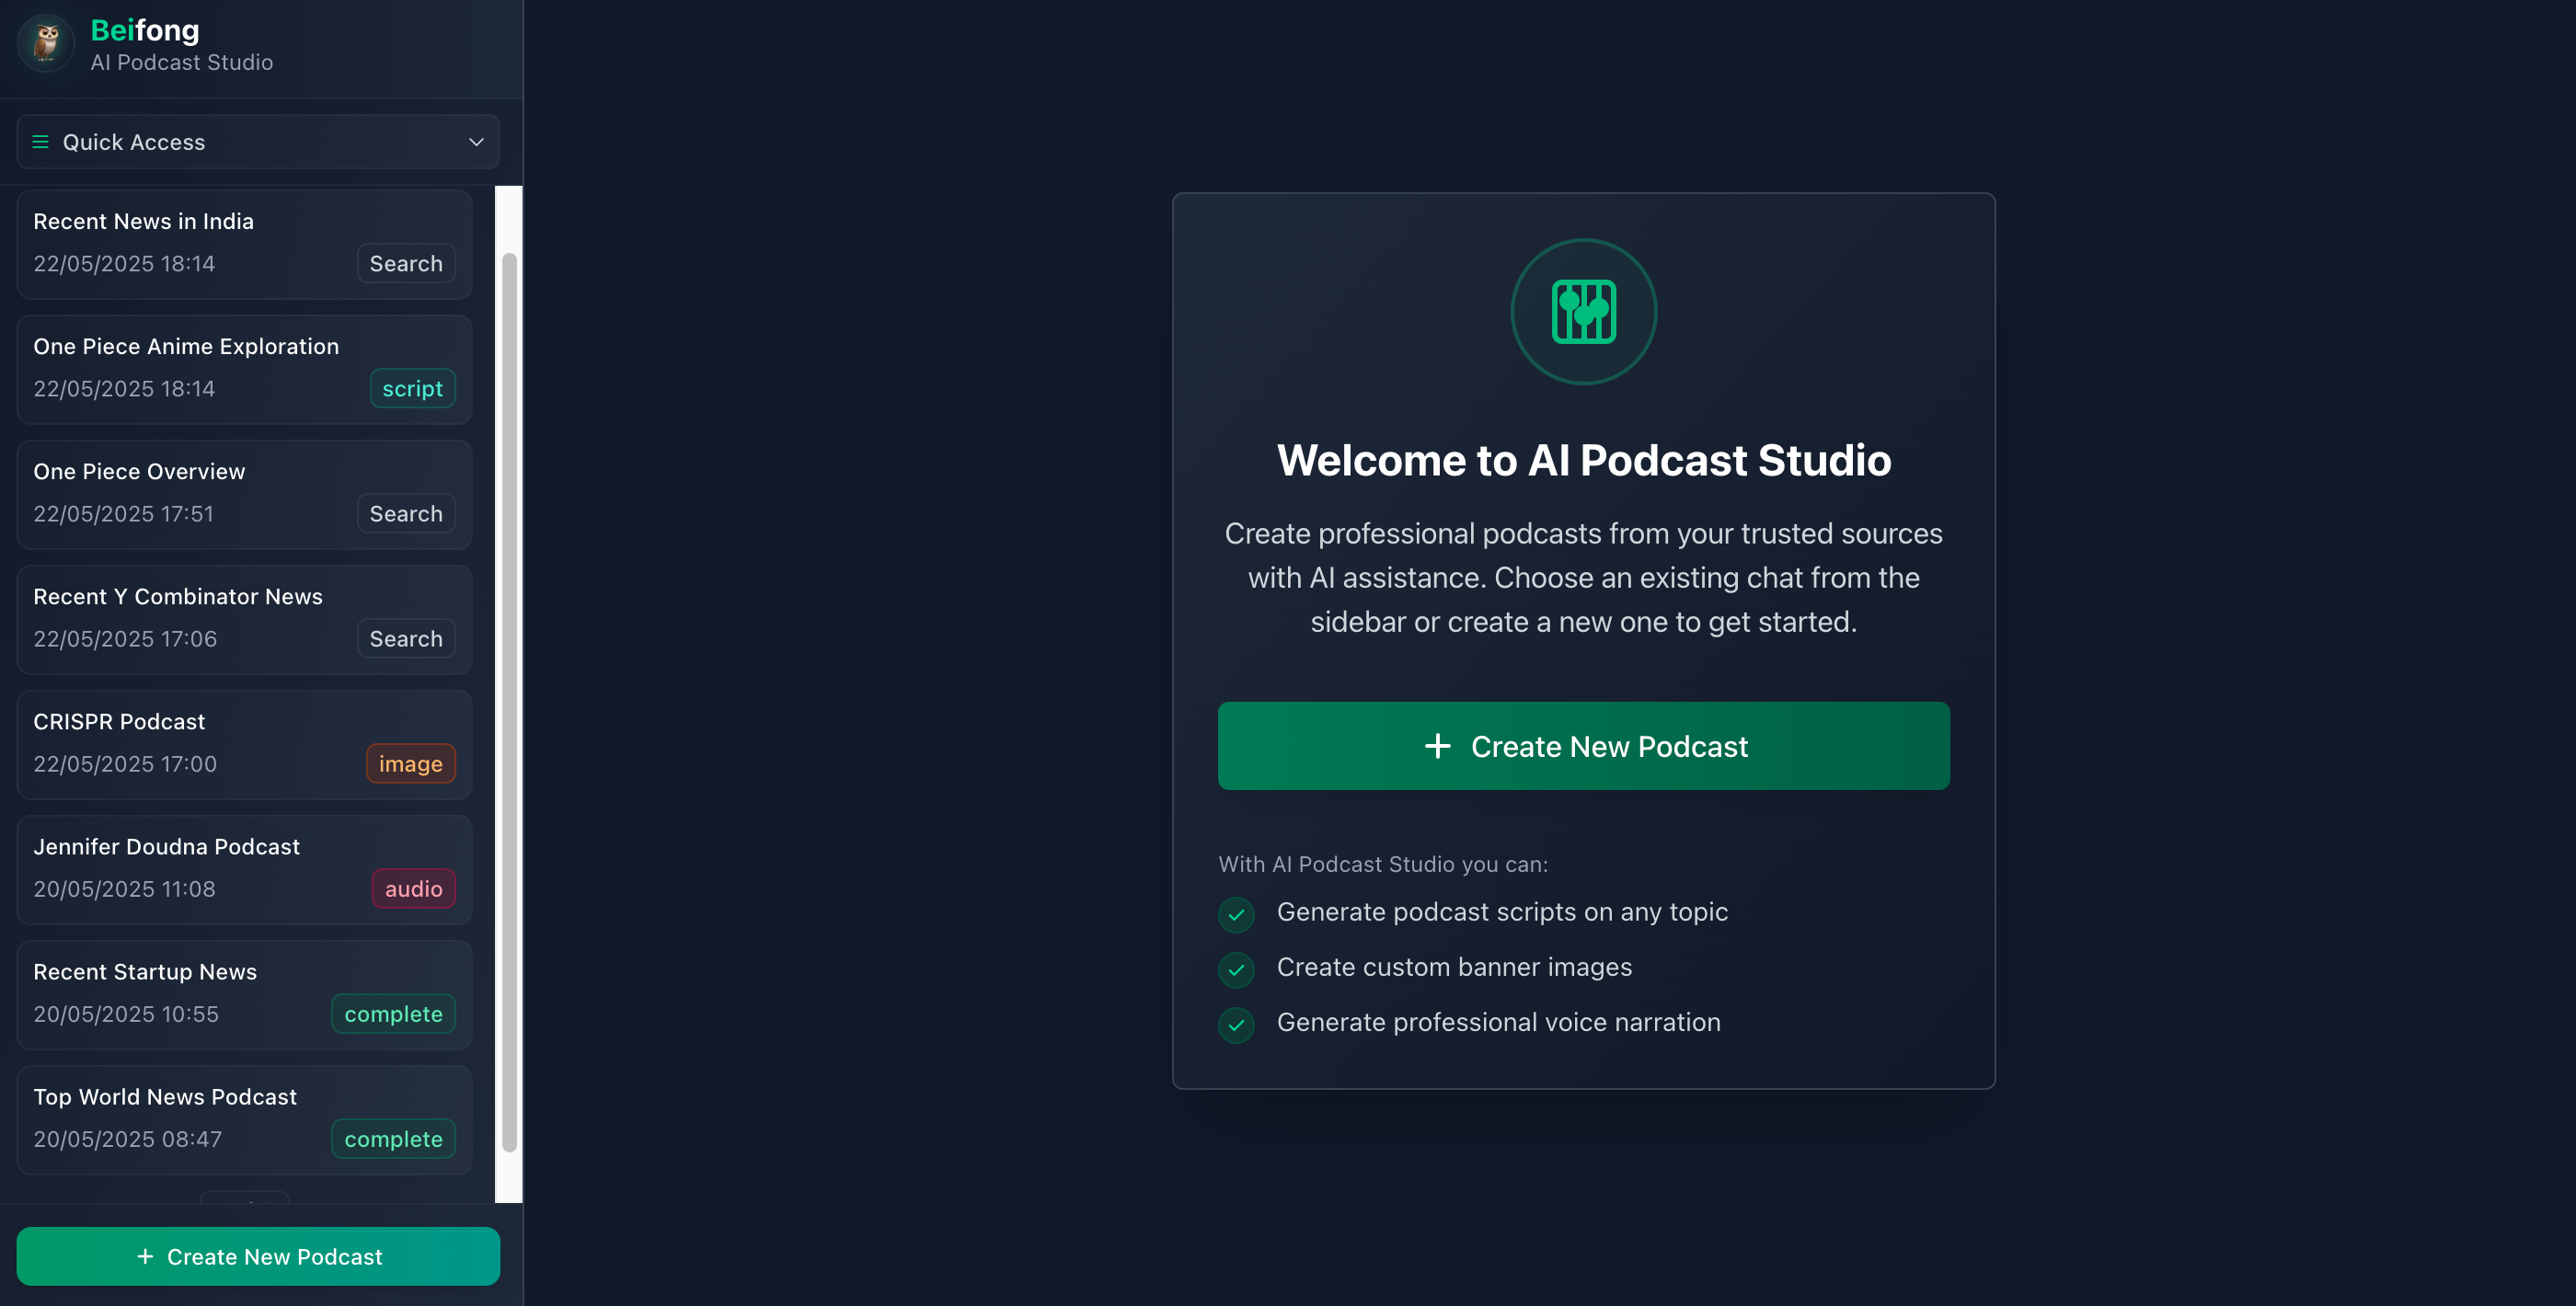 Beifong
AI Podcast Studio
Quick Access
Recent News in India
22/05/2025 18:14
Search
One Piece Anime Exploration
22/05/2025 18:14
script
One Piece Overview
22/05/2025 17:51
Search
Recent Y Combinator News
22/05/2025 17:06
Search
CRISPR Podcast
22/05/2025 17:00
image
Jennifer Doudna Podcast
20/05/2025 11:08
audio
Recent Startup News
20/05/2025 10:55
complete
Top World News Podcast
20/05/2025 08:47
complete
Create New Podcast
Welcome to AI Podcast Studio
Create professional podcasts from your trusted sources
with AI assistance. Choose an existing chat from the
sidebar or create a new one to get started.
Create New Podcast
With AI Podcast Studio you can:
Generate podcast scripts on any topic
Create custom banner images
Generate professional voice narration